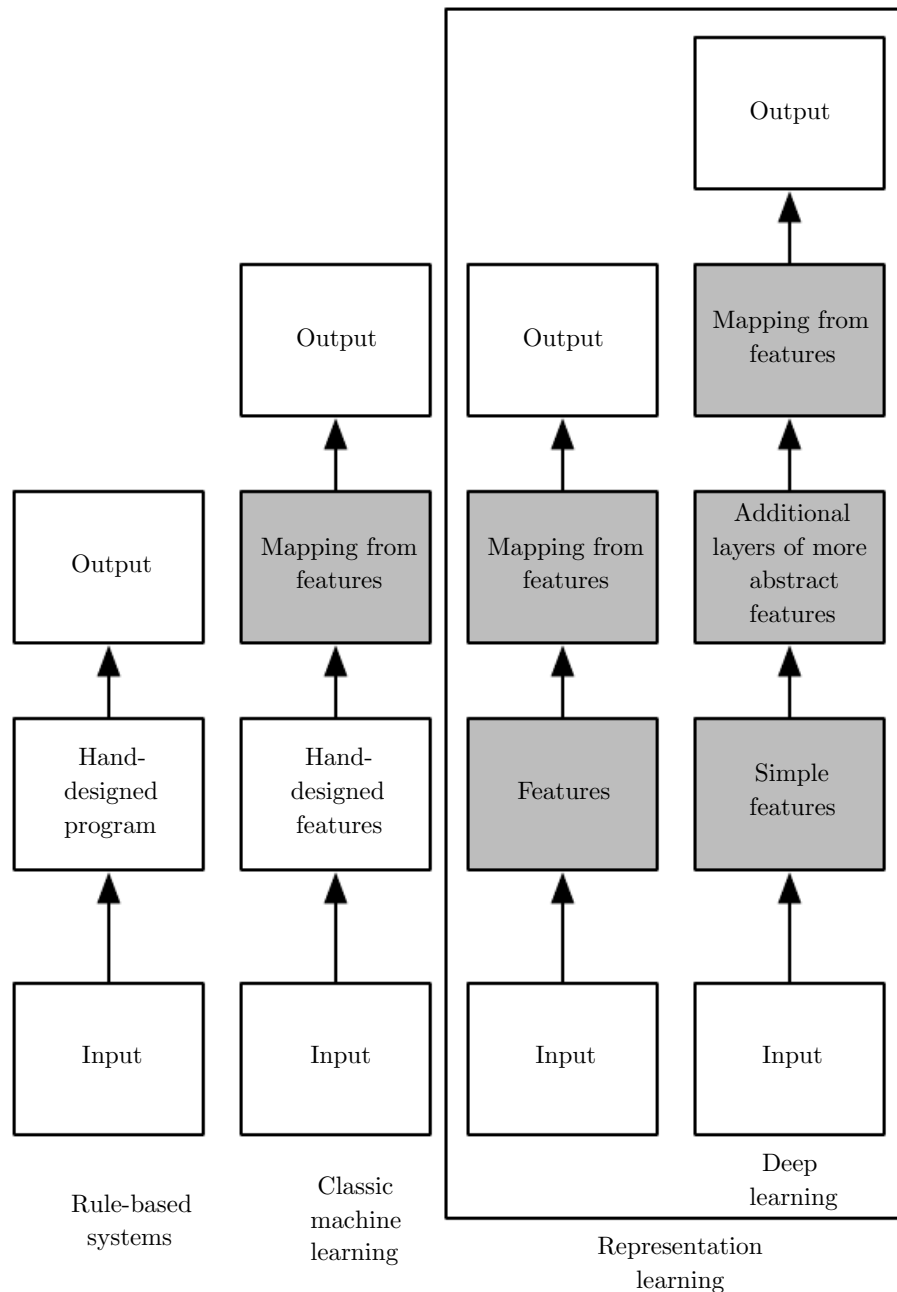 Output
Output
Output
Mapping from
features
Output
Mapping from
features
Mapping from
features
Additional
layers of more
abstract
features
Hand-
designed
program
Hand-
designed
features
Features
Simple
features
Input
Input
Input
Input
Rule-based
systems
Classic
machine
learning
Deep
learning
Representation
learning